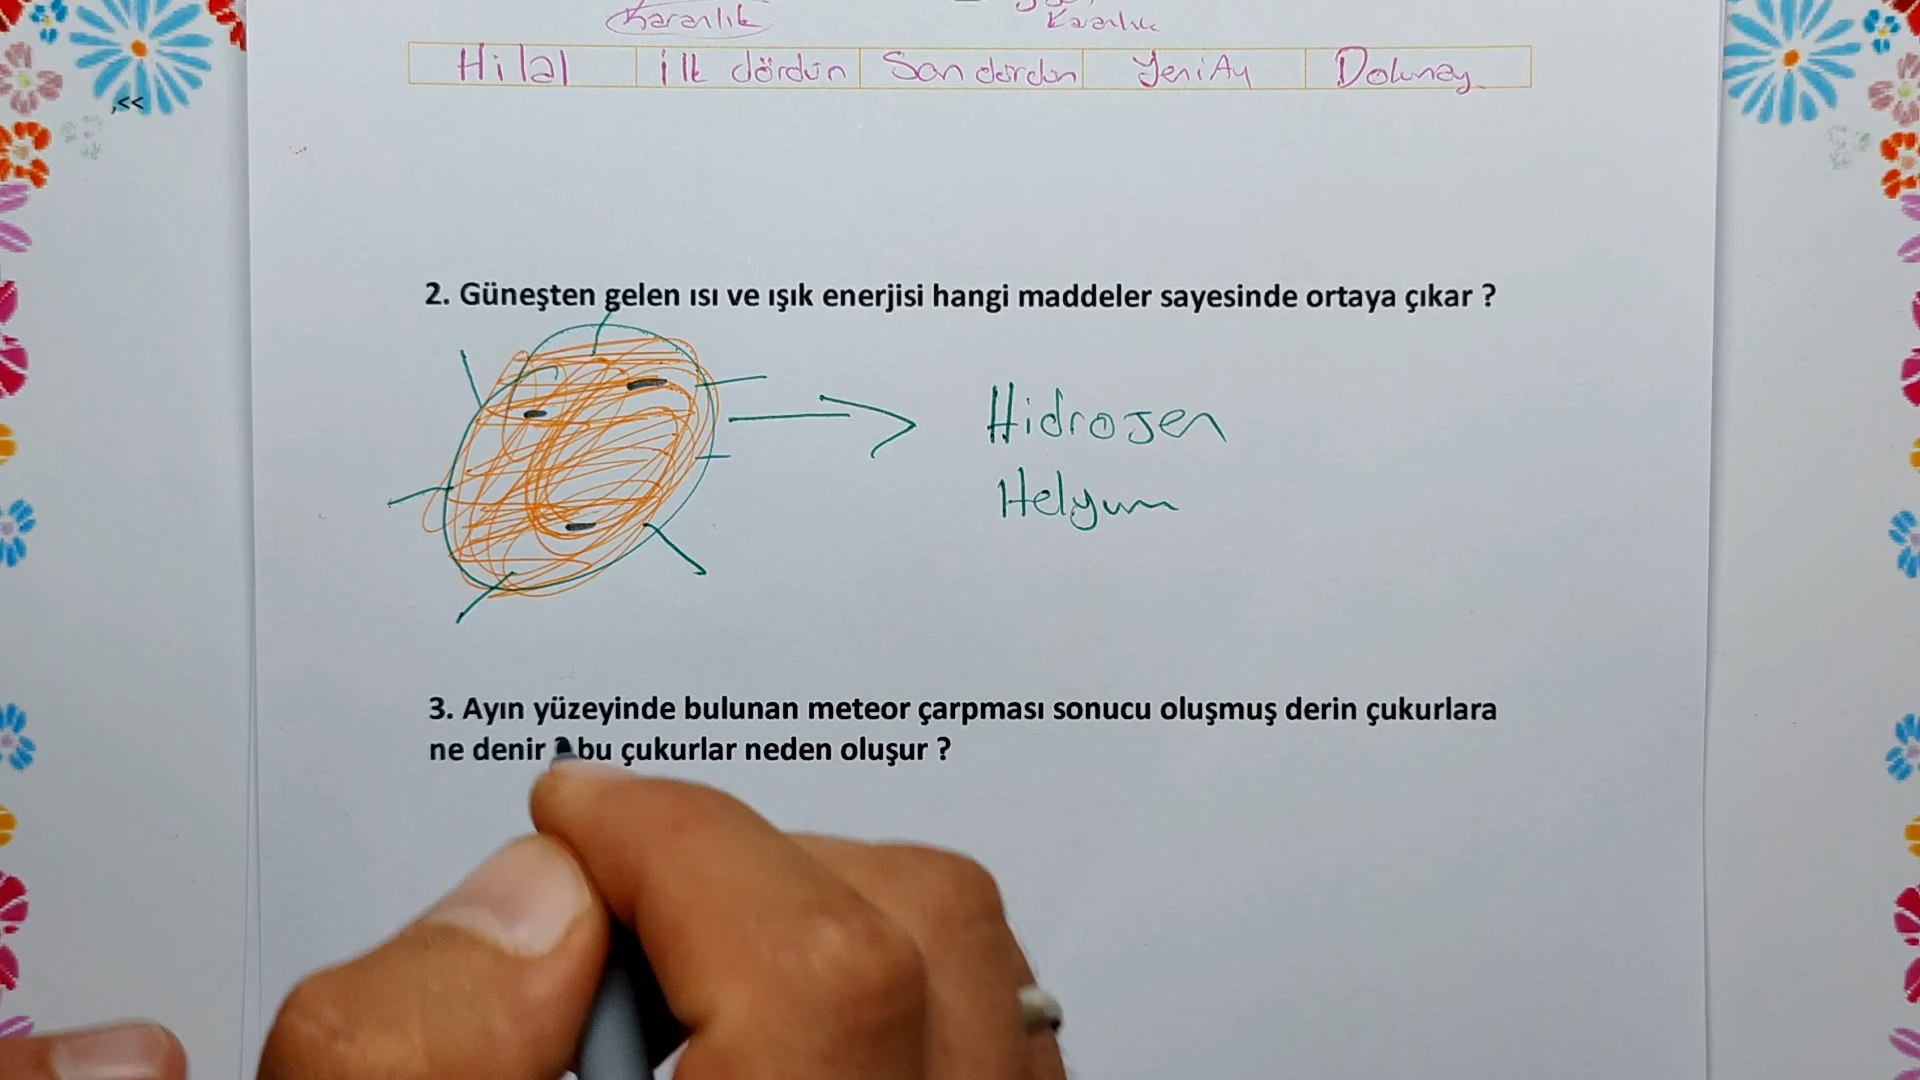 Karanlık Karanlık
Hilal ilk dördün Son dördün Yeni Ay Dolunay
,<<
2. Güneşten gelen ısı ve ışık enerjisi hangi maddeler sayesinde ortaya çıkar ?
Hidrojen
Helyum
3. Ayın yüzeyinde bulunan meteor çarpması sonucu oluşmuş derin çukurlara
ne denir ? bu çukurlar neden oluşur ?